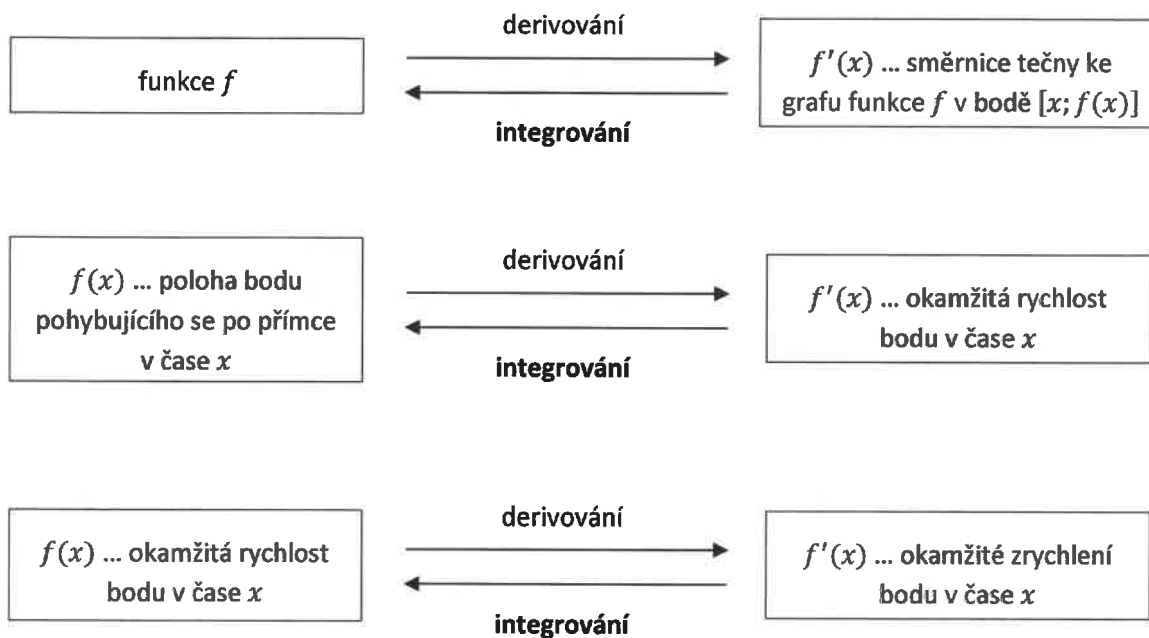 derivování
funkce f
f'(x) ... směrnice tečny ke
grafu funkce f v bodě [x; f(x)]
integrování
f(x) ... poloha bodu
pohybujícího se po přímce
v čase x
derivování
f'(x) ... okamžitá rychlost
bodu v čase x
integrování
f(x) ... okamžitá rychlost
bodu v čase x
derivování
f'(x) ... okamžité zrychlení
bodu v čase x
integrování